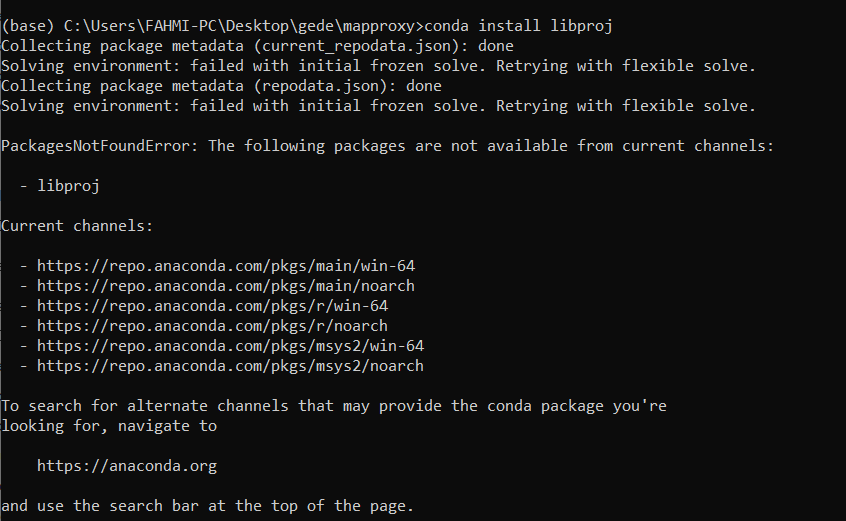 (base) C:\Users\FAHMI-PC\Desktop\gede\mapproxy>conda install libproj
Collecting package metadata (current_repodata.json): done
Solving environment: failed with initial frozen solve. Retrying with flexible solve.
Collecting package metadata (repodata.json): done
Solving environment: failed with initial frozen solve. Retrying with flexible solve.
PackagesNotFoundError: The following packages are not available from current channels:
- libproj
Current channels:
- https://repo.anaconda.com/pkgs/main/win-64
- https://repo.anaconda.com/pkgs/main/noarch
- https://repo.anaconda.com/pkgs/r/win-64
- https://repo.anaconda.com/pkgs/r/noarch
- https://repo.anaconda.com/pkgs/msys2/win-64
- https://repo.anaconda.com/pkgs/msys2/noarch
To search for alternate channels that may provide the conda package you're
looking for, navigate to
https://anaconda.org
and use the search bar at the top of the page.